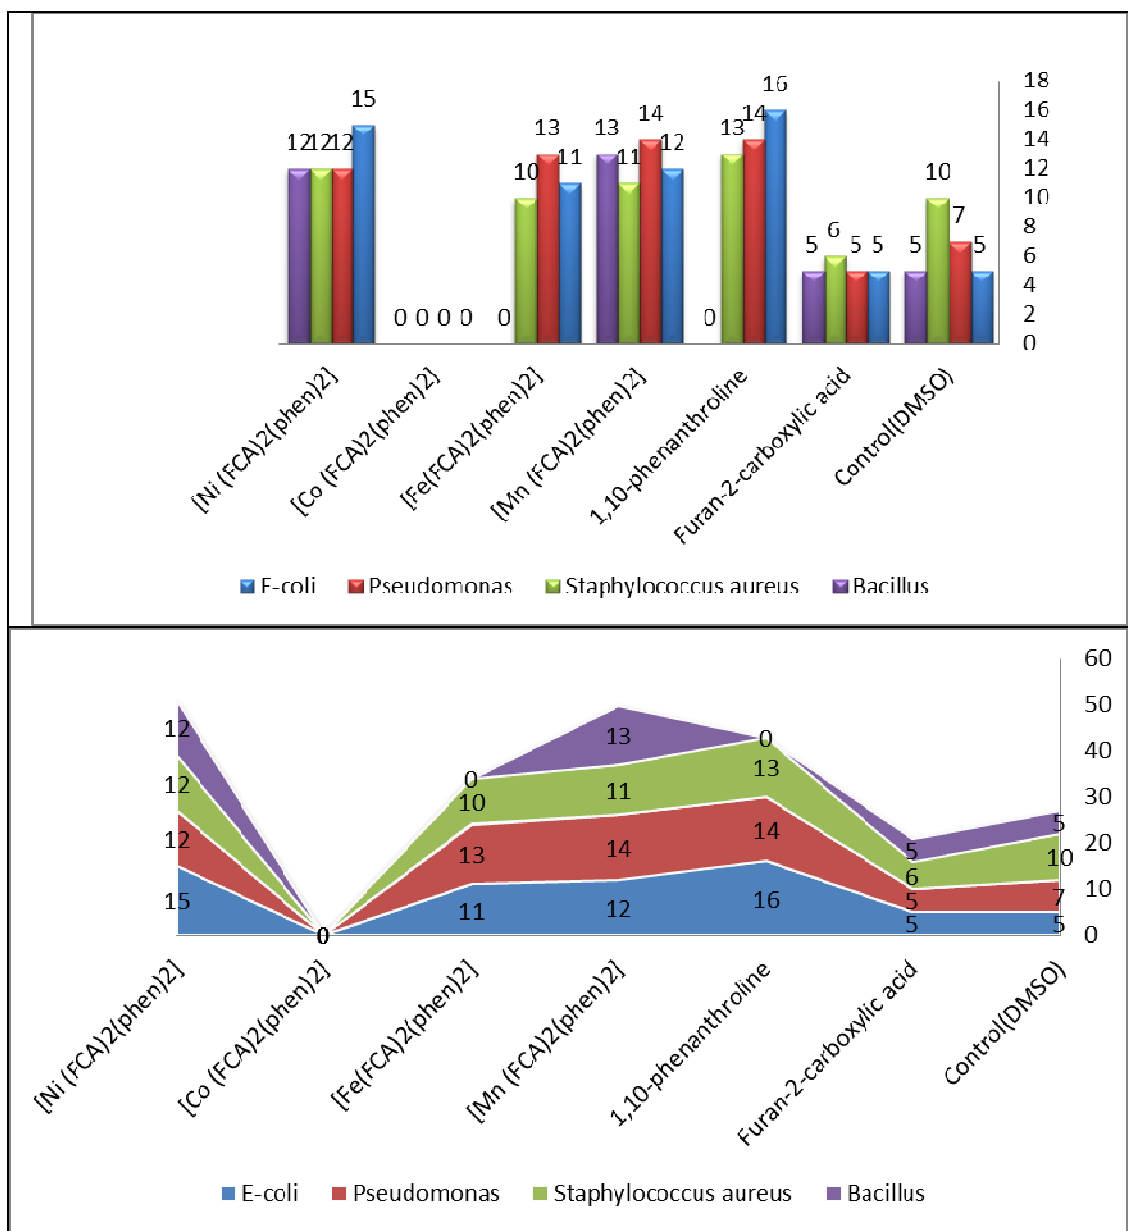 18
16
14
12
10
8
6
4
2
0
12 12 12 15
0 0 0 0
0 10 13 11
13 11 14 12
0 13 14 16
5 6 5 5
5 10 7 5
[Ni (FCA)2(phen)2]
[Co (FCA)2(phen)2]
[Fe(FCA)2(phen)2]
[Mn (FCA)2(phen)2]
1,10-phenanthroline
Furan-2-carboxylic acid
Control(DMSO)
E-coli Pseudomonas Staphylococcus aureus Bacillus
60
50
40
30
20
10
0
12 12 12 15
0
0 10 13 11
13 11 14 12
0 13 14 16
5 6 5 5
5 10 7 5
[Ni (FCA)2(phen)2]
[Co (FCA)2(phen)2]
[Fe(FCA)2(phen)2]
[Mn (FCA)2(phen)2]
1,10-phenanthroline
Furan-2-carboxylic acid
Control(DMSO)
E-coli Pseudomonas Staphylococcus aureus Bacillus